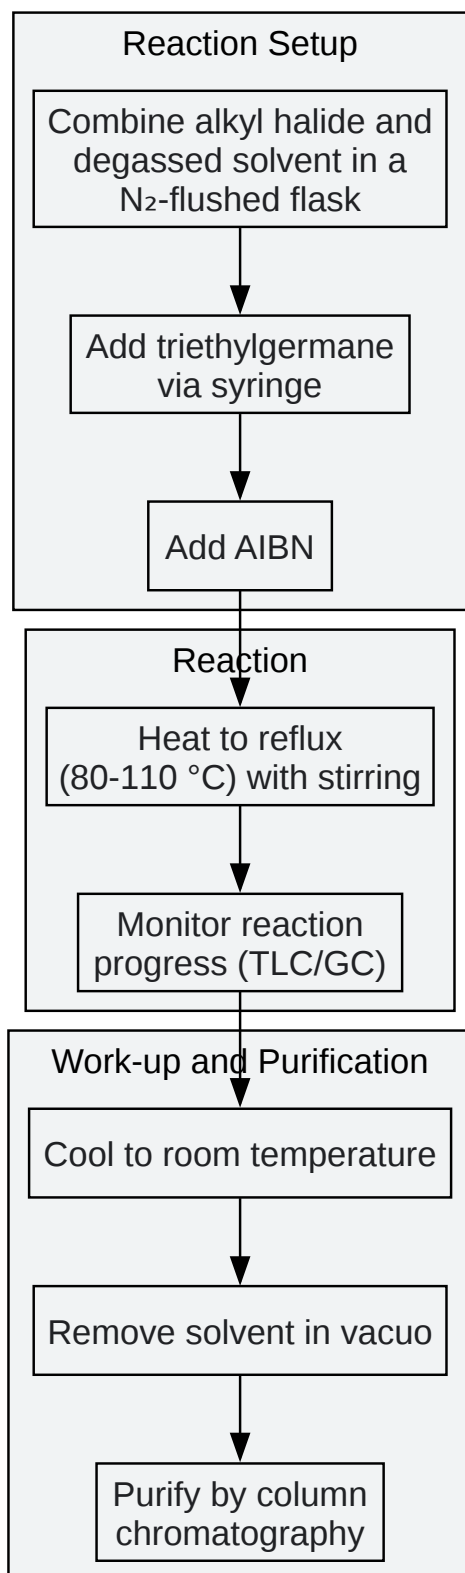 Reaction Setup
Combine alkyl halide and
degassed solvent in a
N₂-flushed flask
Add triethylgermane
via syringe
Add AIBN
Reaction
Heat to reflux
(80-110 °C) with stirring
Monitor reaction
progress (TLC/GC)
Work-up and Purification
Cool to room temperature
Remove solvent in vacuo
Purify by column
chromatography